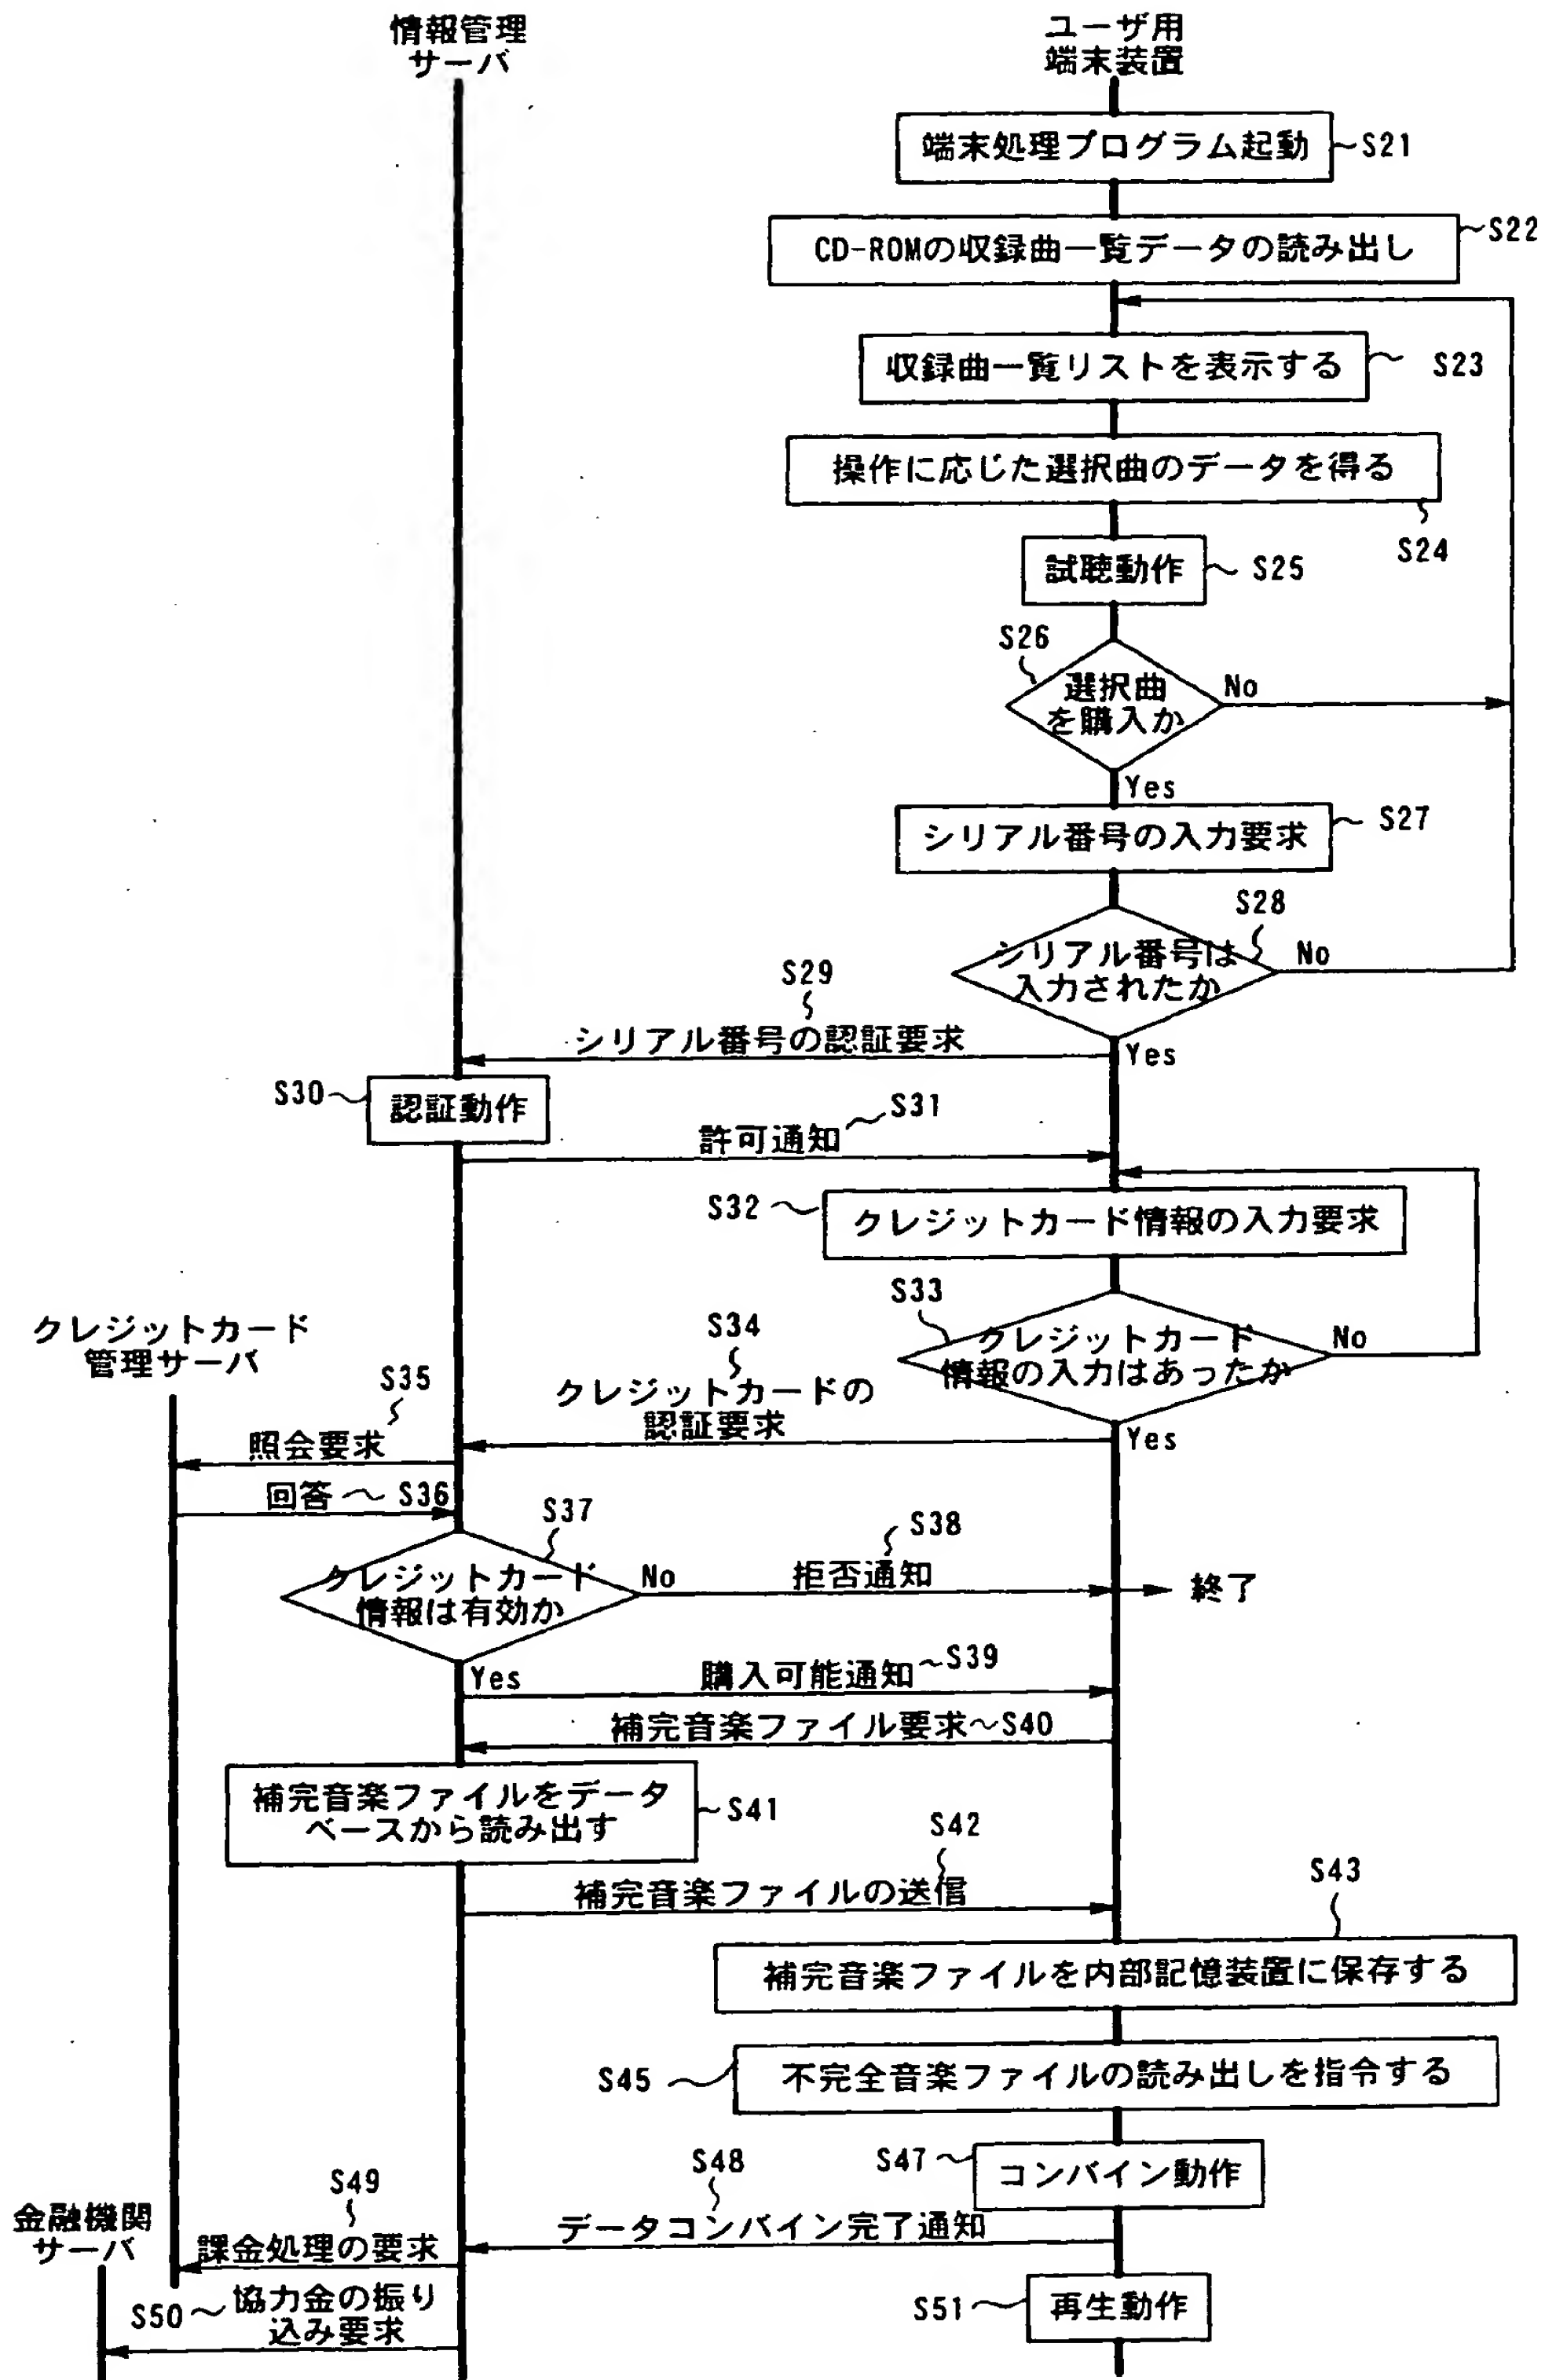 情報管理
サーバ
ユーザ用
端末装置
端末処理プログラム起動
S21
CD-ROMの収録曲一覧データの読み出し
S22
収録曲一覧リストを表示する
S23
操作に応じた選択曲のデータを得る
S24
試聴動作
S25
S26
選択曲
を購入か
No
Yes
シリアル番号の入力要求
S27
S28
シリアル番号は
入力されたか
No
Yes
S29
シリアル番号の認証要求
S30
認証動作
許可通知
S31
S32
クレジットカード情報の入力要求
S33
クレジットカード
情報の入力はあったか
No
Yes
S34
クレジットカードの
認証要求
クレジットカード
管理サーバ
S35
照会要求
回答
S36
S37
クレジットカード
情報は有効か
No
Yes
S38
拒否通知
終了
購入可能通知
S39
補完音楽ファイル要求
S40
補完音楽ファイルをデータ
ベースから読み出す
S41
S42
補完音楽ファイルの送信
S43
補完音楽ファイルを内部記憶装置に保存する
S45
不完全音楽ファイルの読み出しを指令する
S47
コンバイン動作
S48
データコンバイン完了通知
S49
課金処理の要求
金融機関
サーバ
S50
協力金の振り
込み要求
S51
再生動作